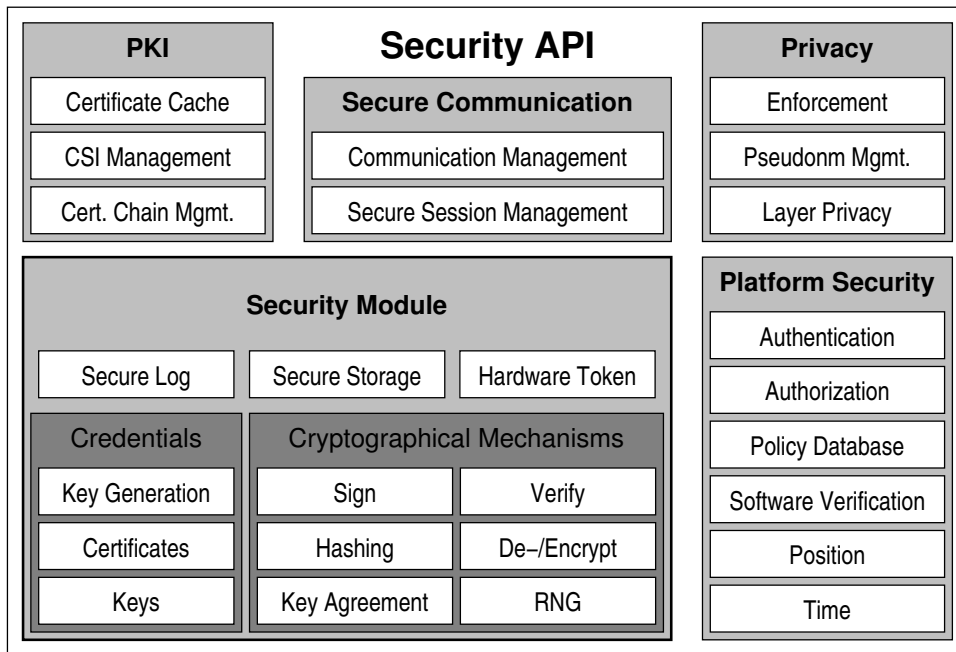 Security API
PKI
Certificate Cache
CSI Management
Cert. Chain Mgmt.
Secure Communication
Communication Management
Secure Session Management
Privacy
Enforcement
Pseudonm Mgmt.
Layer Privacy
Security Module
Secure Log
Secure Storage
Hardware Token
Credentials
Key Generation
Certificates
Keys
Cryptographical Mechanisms
Sign
Verify
Hashing
De-/Encrypt
Key Agreement
RNG
Platform Security
Authentication
Authorization
Policy Database
Software Verification
Position
Time